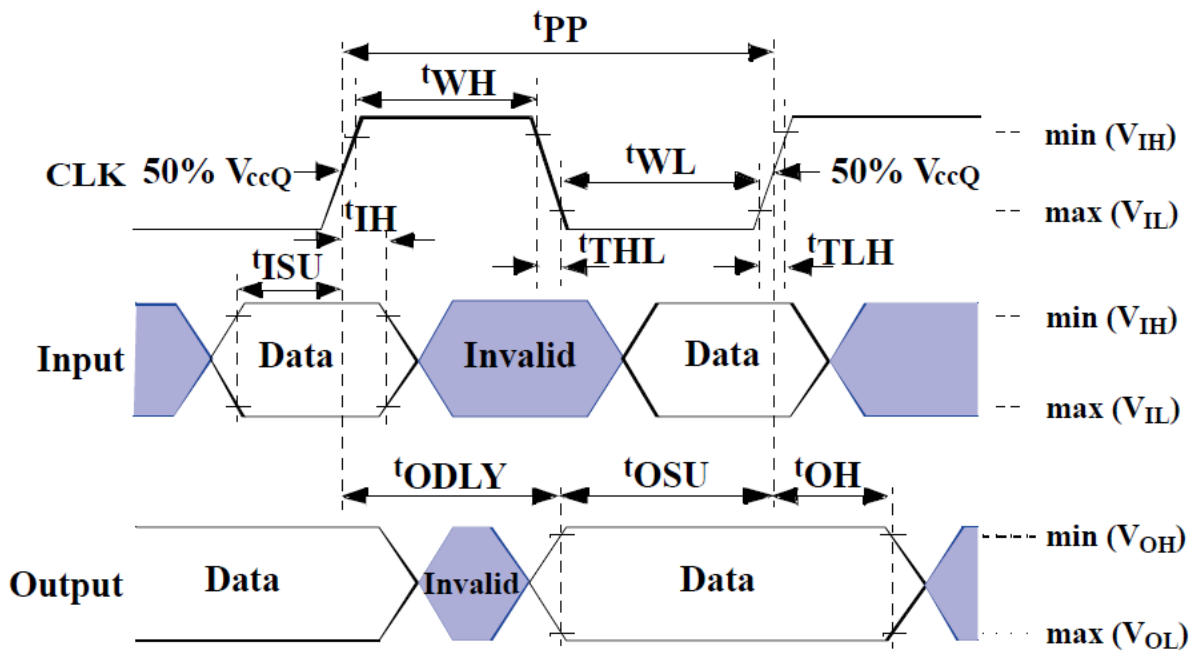 tPP
tWH
min (VIH)
CLK 50% VccQ
tWL
50% VccQ
tIH
max (VIL)
tISU
tTHL
tTLH
min (VIH)
Input
Data
Invalid
Data
max (VIL)
tODLY
tOSU
tOH
min (VOH)
Output
Data
Invalid
Data
max (VOL)